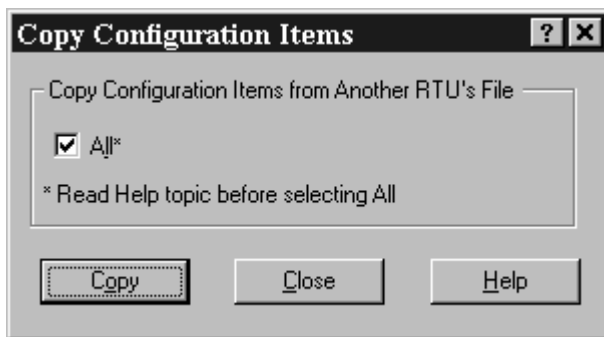 Copy Configuration Items
Copy Configuration Items from Another RTU's File
All*
* Read Help topic before selecting All
Copy Close Help